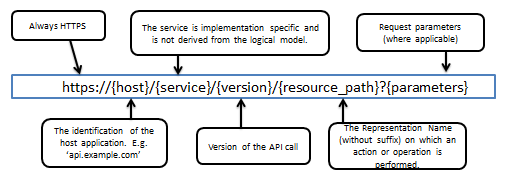 Always HTTPS
The service is implementation specific and
is not derived from the logical model.
Request parameters
(where applicable)
https://{host}/{service}/{version}/{resource_path}?{parameters}
The identification of the
host application. E.g.
‘api.example.com’
Version of the API call
The Representation Name
(without suffix) on which an
action or operation is
performed.